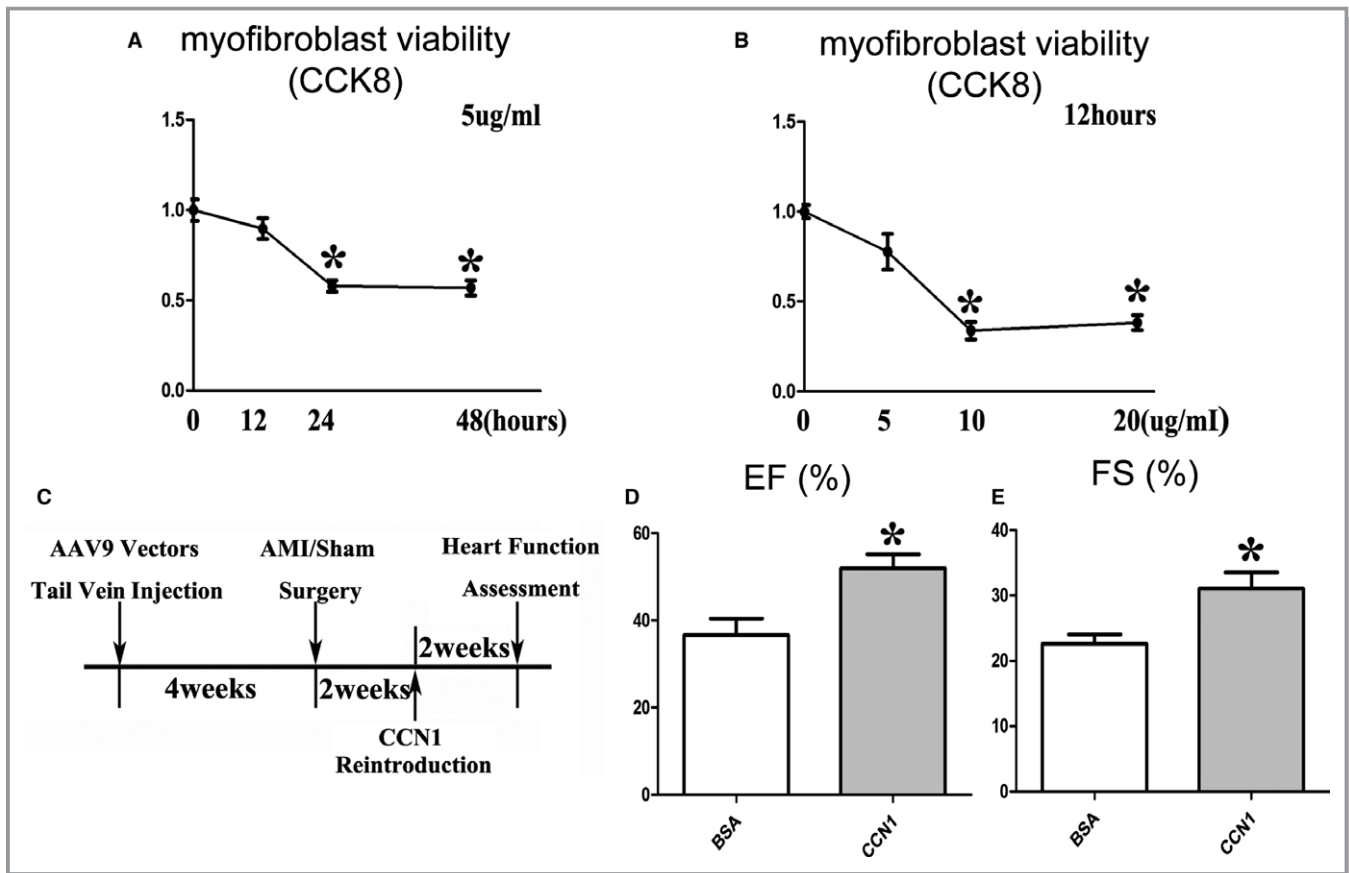 A
myofibroblast viability
(CCK8)
5ug/ml
1.5
1.0
0.5
0.0
0 12 24 48(hours)
B
myofibroblast viability
(CCK8)
12hours
1.5
1.0
0.5
0.0
0 5 10 20(ug/ml)
C
AAV9 Vectors
Tail Vein Injection
AMI/Sham
Surgery
Heart Function
Assessment
2weeks
4weeks
2weeks
CCN1
Reintroduction
D
EF (%)
*
60
40
20
0
BSA
CCN1
E
FS (%)
*
40
30
20
10
0
BSA
CCN1